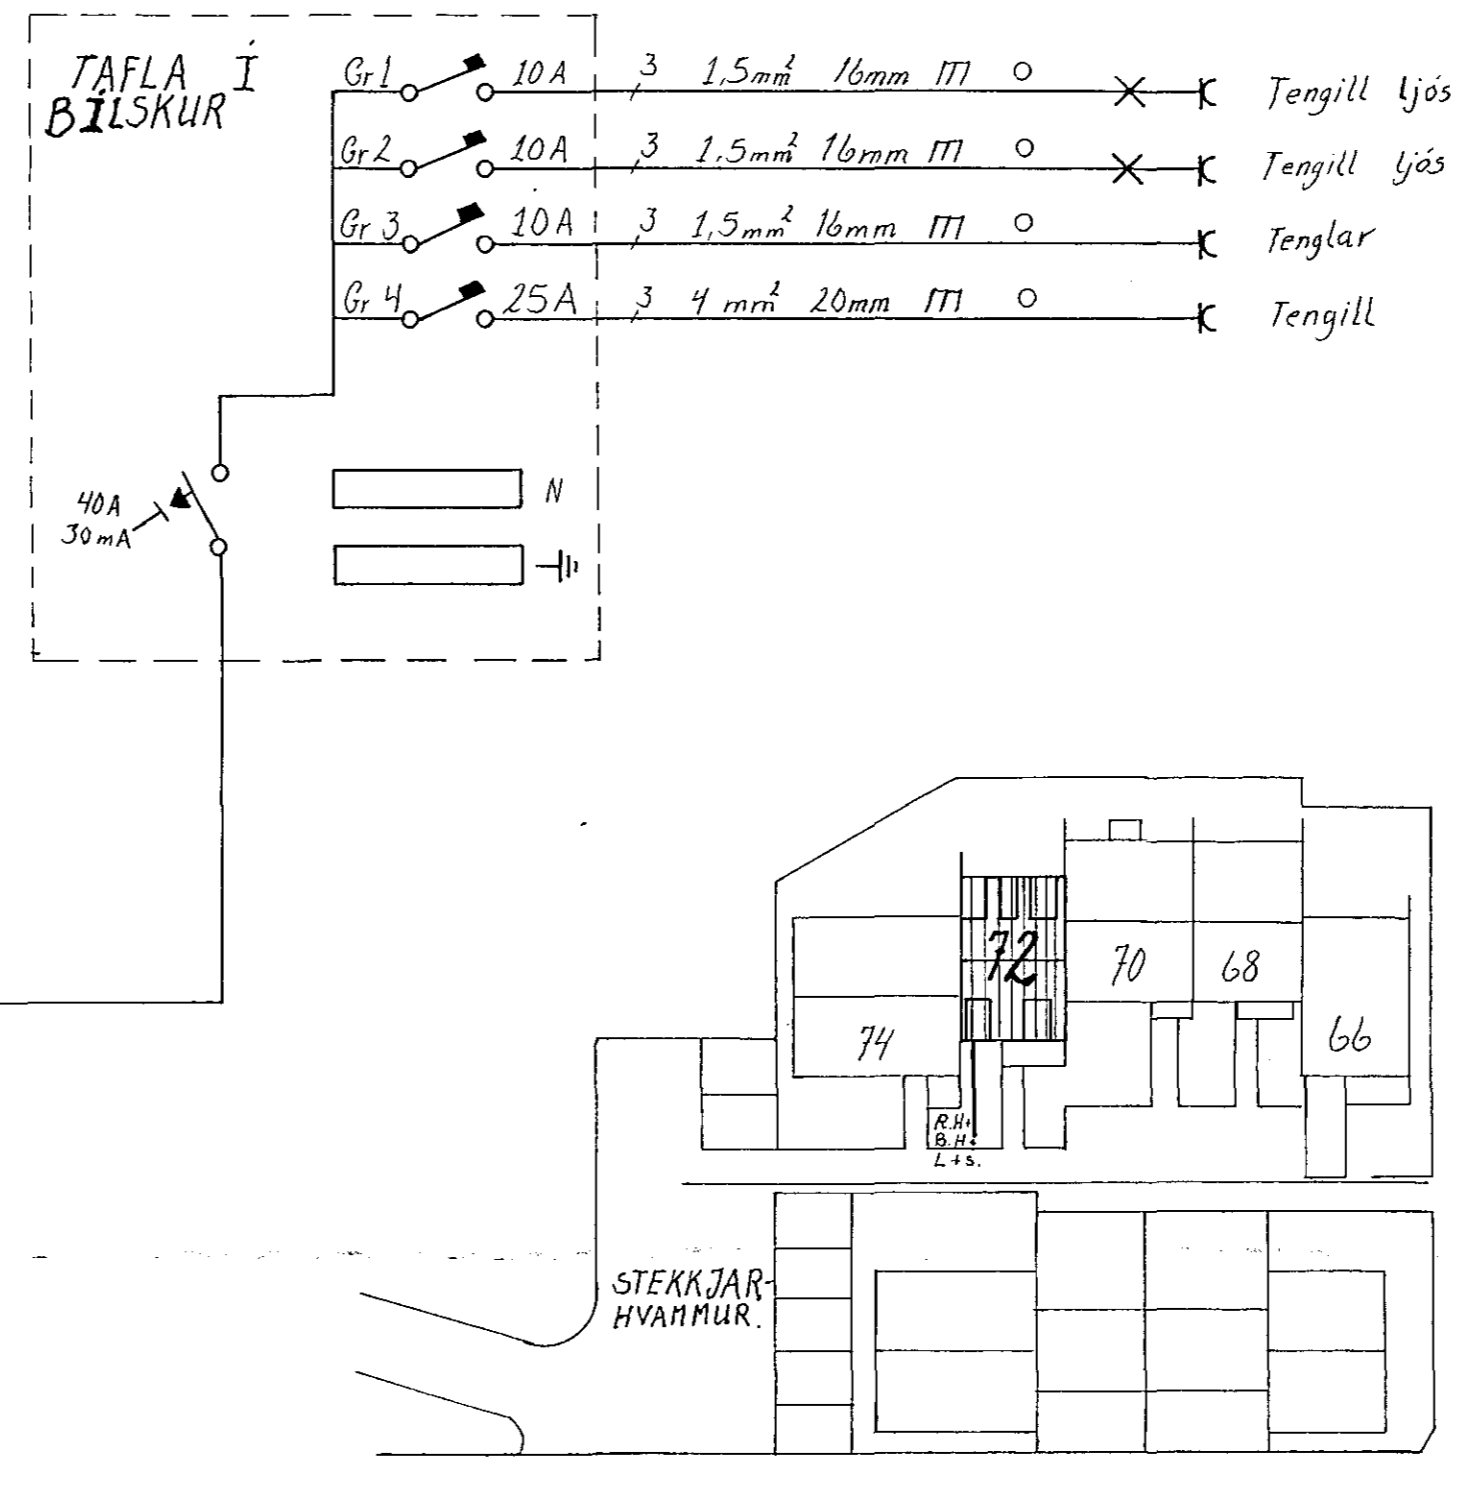 TAFLA Í
BÍLSKUR
Gr 1 10A 3 1,5mm² 16mm m Tengill ljós
Gr 2 10A 3 1,5mm² 16mm m Tengill ljós
Gr 3 10A 3 1,5mm² 16mm m Tenglar
Gr 4 25A 3 4 mm² 20mm m Tengill
40A
30mA
N
72
70
68
74
66
R.H+
B.H+
L+s.
STEKKJAR-
HVAMMUR.